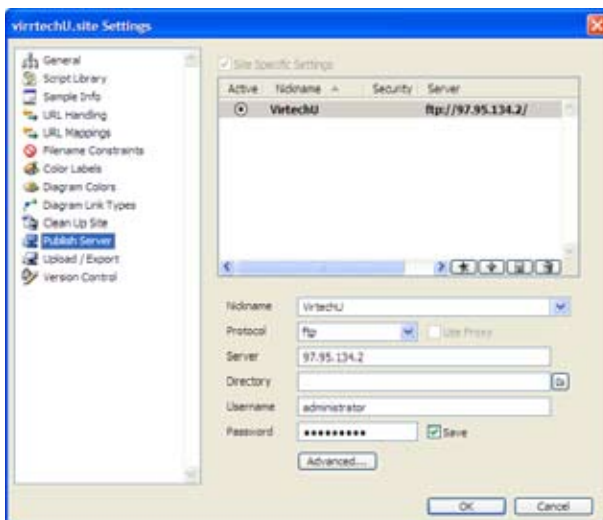 virrtechU.site Settings
General
Script Library
Sample Info
URL Handling
URL Mappings
Filename Constraints
Color Labels
Diagram Colors
Diagram Link Types
Clean Up Site
Publish Server
Upload / Export
Version Control
Site Specific Settings
Active Nickname Security Server
VirtechU ftp://97.95.134.2/
Nickname VirtechU
Protocol ftp Use Proxy
Server 97.95.134.2
Directory
Username administrator
Password Save
Advanced...
OK Cancel